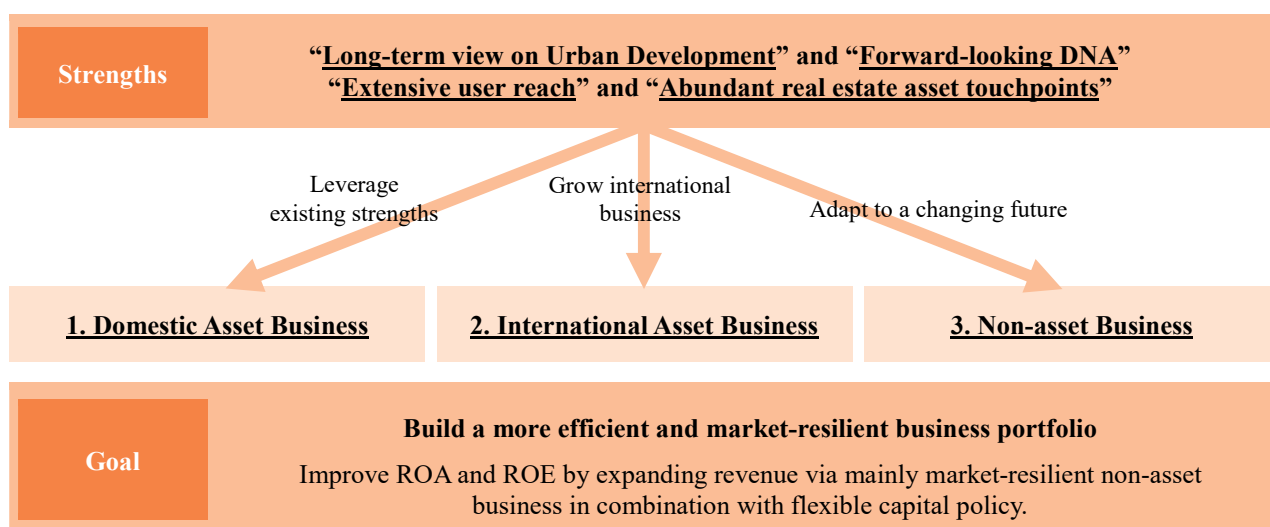 Strengths
“Long-term view on Urban Development” and “Forward-looking DNA”
“Extensive user reach” and “Abundant real estate asset touchpoints”
Leverage
existing strengths
Grow international
business
Adapt to a changing future
1. Domestic Asset Business
2. International Asset Business
3. Non-asset Business
Goal
Build a more efficient and market-resilient business portfolio
Improve ROA and ROE by expanding revenue via mainly market-resilient non-asset
business in combination with flexible capital policy.